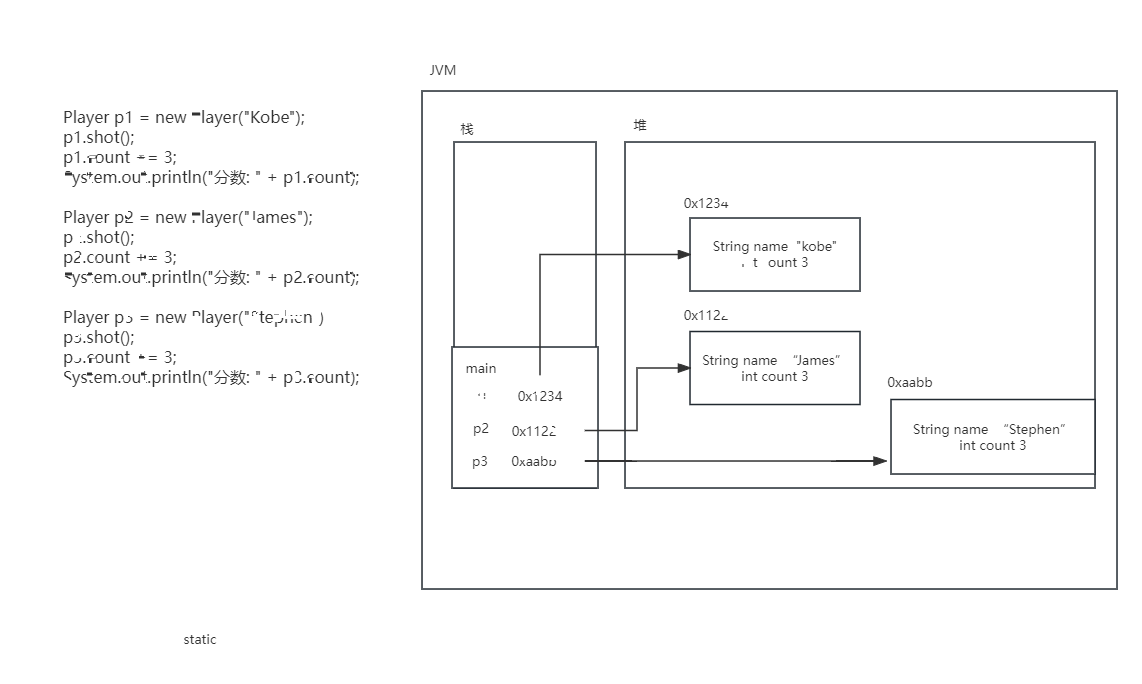 Player p1 = new Player("Kobe");
p1.shot();
p1.count += 3;
System.out.println("分数: " + p1.count);
Player p2 = new Player("James");
p2.shot();
p2.count += 3;
System.out.println("分数: " + p2.count);
Player p3 = new Player("Stephen")
p3.shot();
p3.count += 3;
System.out.println("分数: " + p3.count);
JVM
栈
堆
0x1234
String name "kobe"
int count 3
0x1122
String name “James”
int count 3
0xaabb
String name “Stephen”
int count 3
main
0x1234
p2 0x1122
p3 0xaabb
static